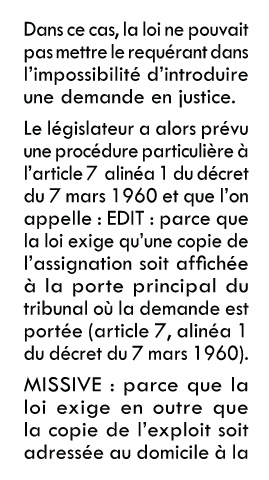 Dans ce cas, la loi ne pouvait
pas mettre le requérant dans
l'impossibilité d'introduire
une demande en justice.
Le législateur a alors prévu
une procédure particulière à
l'article 7 alinéa 1 du décret
du 7 mars 1960 et que l'on
appelle : EDIT : parce que
la loi exige qu'une copie de
l'assignation soit affichée
à la porte principal du
tribunal où la demande est
portée (article 7, alinéa 1
du décret du 7 mars 1960).
MISSIVE : parce que la
loi exige en outre que
la copie de l'exploit soit
adressée au domicile à la